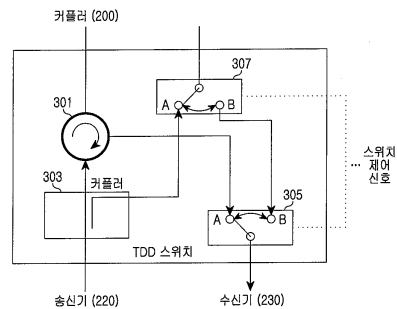 커플러 (200)
307
301
A
B
303
커플러
스위치
··· 제어
신호
305
A
B
TDD 스위치
송신기 (220)
수신기 (230)